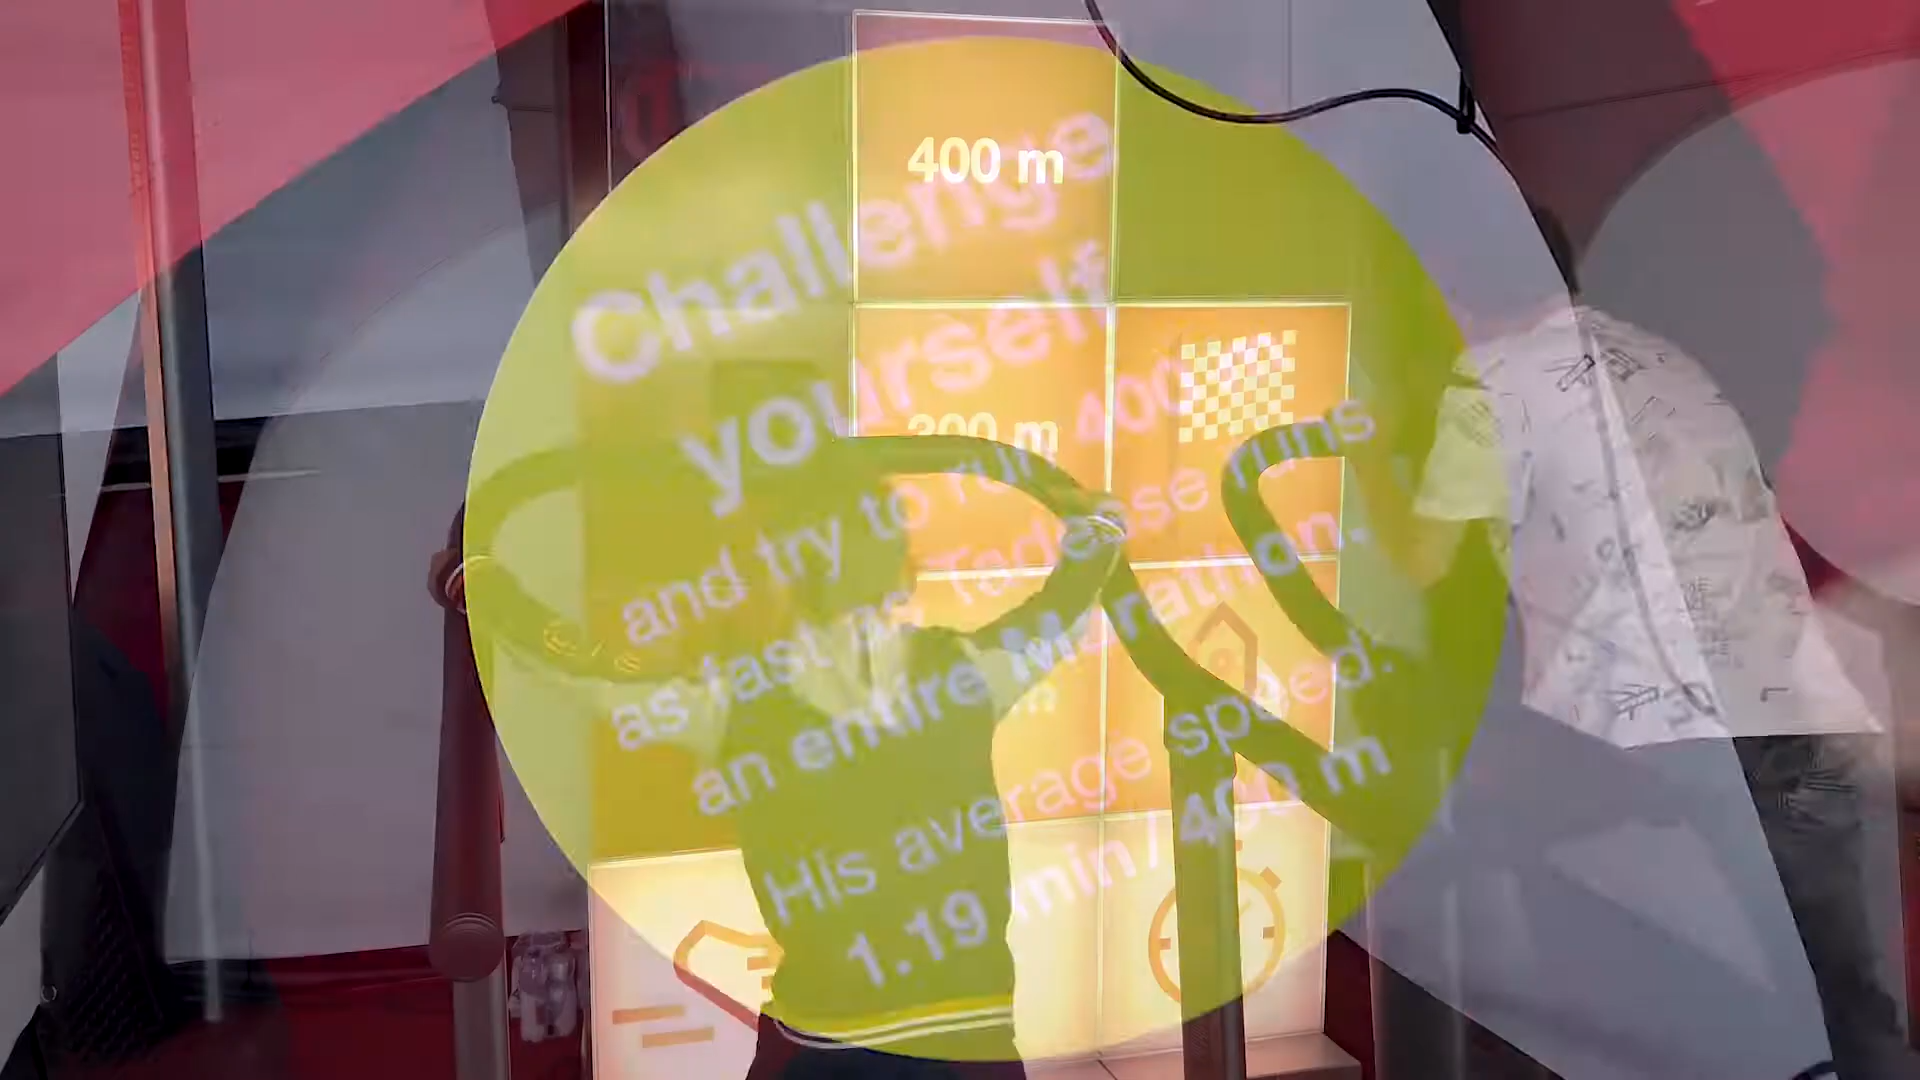 400 m
Challenge
yourself
300 m
and try to run 400
as fast as Tadesse runs
an entire Marathon.
His average speed:
1.19 min / 400 m